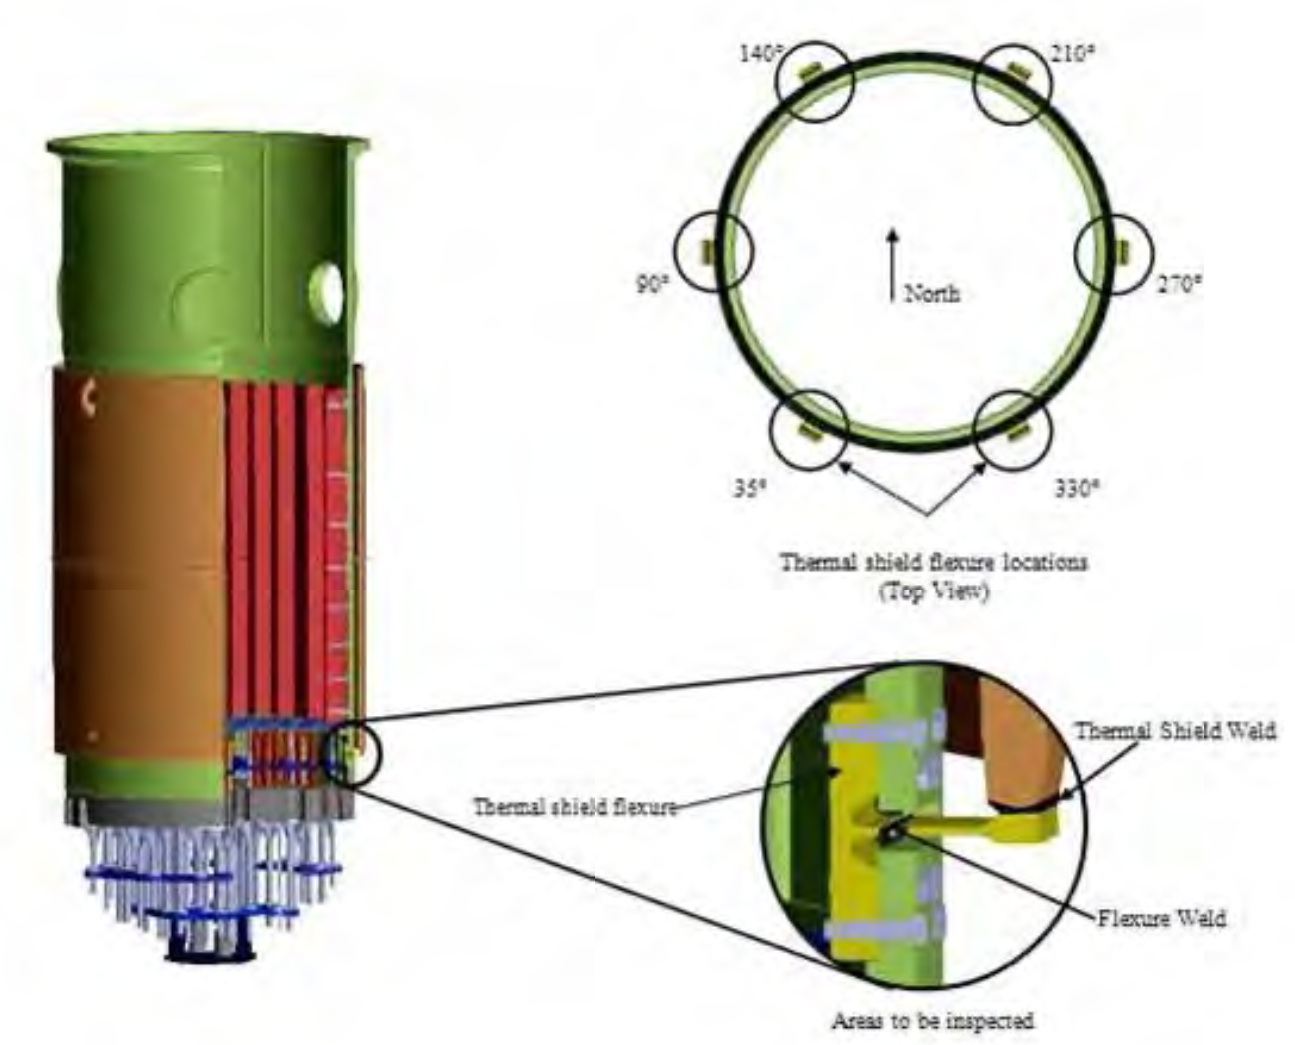 140°
210°
90°
North
270°
35°
330°
Thermal shield flexure locations
(Top View)
Thermal Shield Weld
Thermal shield flexure
Flexure Weld
Areas to be inspected